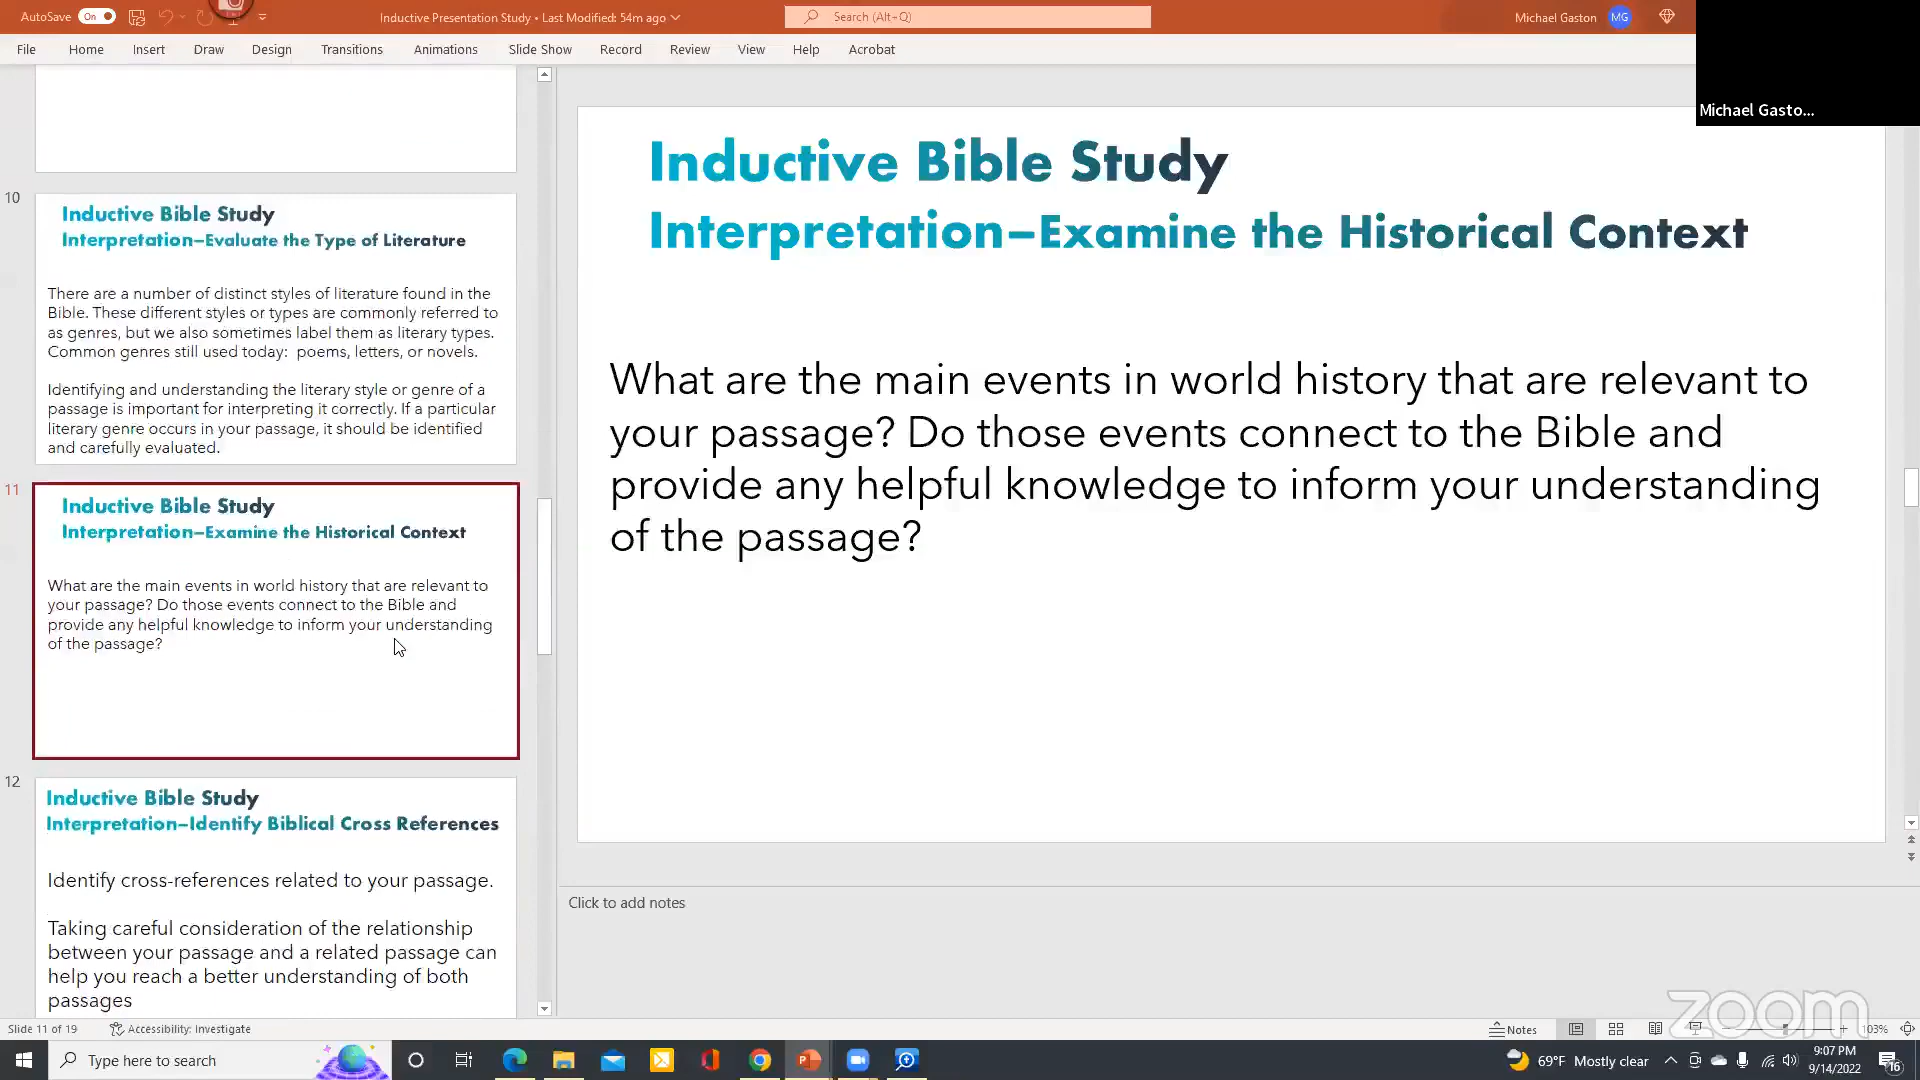 AutoSave On
Inductive Presentation Study • Last Modified: 54m ago
Search (Alt+Q)
Michael Gaston MG
File Home Insert Draw Design Transitions Animations Slide Show Record Review View Help Acrobat
Michael Gasto...
10
Inductive Bible Study
Interpretation–Evaluate the Type of Literature
There are a number of distinct styles of literature found in the
Bible. These different styles or types are commonly referred to
as genres, but we also sometimes label them as literary types.
Common genres still used today: poems, letters, or novels.
Identifying and understanding the literary style or genre of a
passage is important for interpreting it correctly. If a particular
literary genre occurs in your passage, it should be identified
and carefully evaluated.
11
Inductive Bible Study
Interpretation–Examine the Historical Context
What are the main events in world history that are relevant to
your passage? Do those events connect to the Bible and
provide any helpful knowledge to inform your understanding
of the passage?
12
Inductive Bible Study
Interpretation–Identify Biblical Cross References
Identify cross-references related to your passage.
Taking careful consideration of the relationship
between your passage and a related passage can
help you reach a better understanding of both
passages
Inductive Bible Study
Interpretation–Examine the Historical Context
What are the main events in world history that are relevant to
your passage? Do those events connect to the Bible and
provide any helpful knowledge to inform your understanding
of the passage?
Click to add notes
zoom
Slide 11 of 19
Accessibility: Investigate
Notes
103%
Type here to search
69°F Mostly clear
9:07 PM
9/14/2022
16